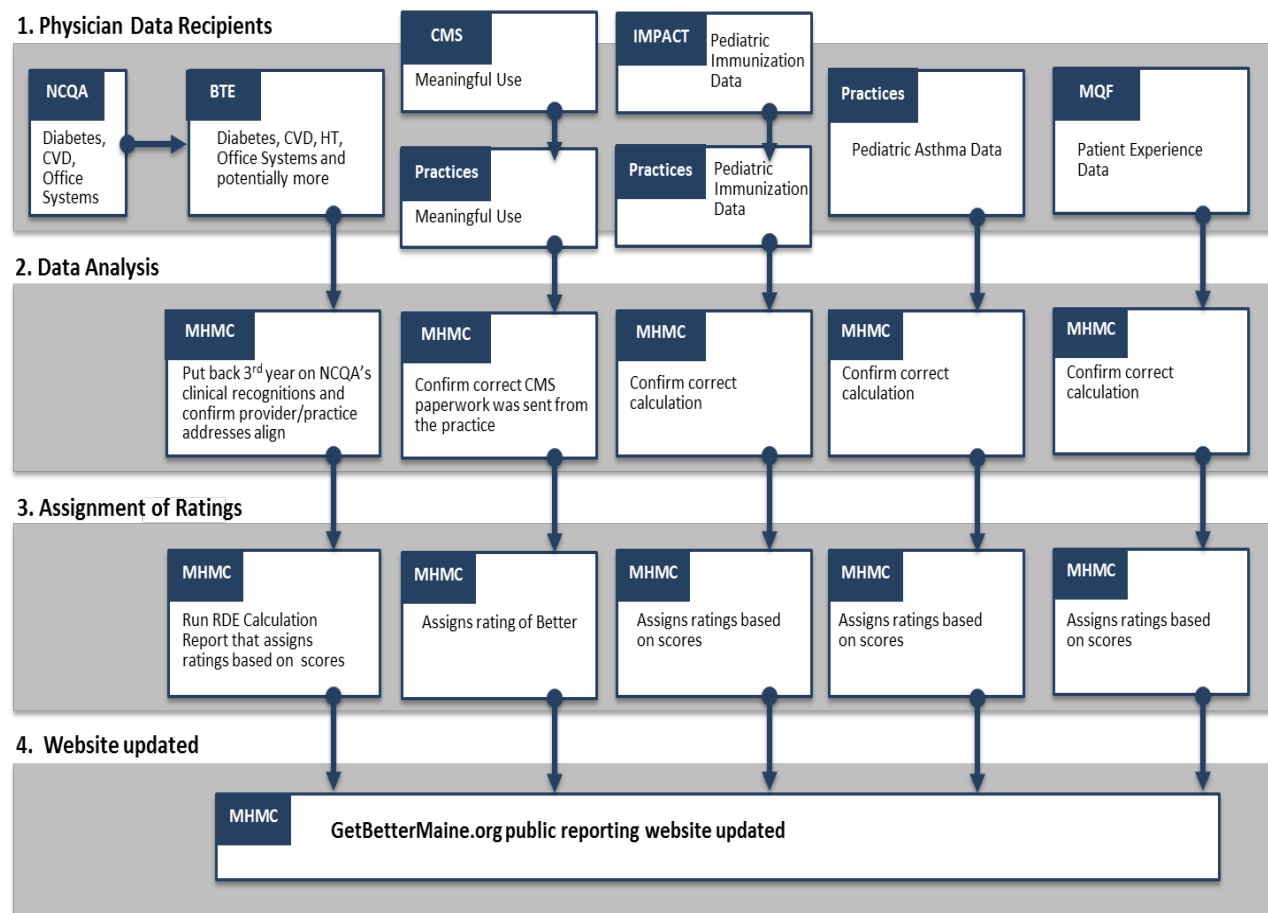 1. Physician Data Recipients
NCQA
Diabetes,
CVD,
Office
Systems
BTE
Diabetes, CVD, HT,
Office Systems and
potentially more
CMS
Meaningful Use
Practices
Meaningful Use
IMPACT
Pediatric
Immunization
Data
Practices
Pediatric
Immunization
Data
Practices
Pediatric Asthma Data
MQF
Patient Experience
Data
2. Data Analysis
MHMC
Put back 3rd year on NCQA's
clinical recognitions and
confirm provider/practice
addresses align
MHMC
Confirm correct CMS
paperwork was sent from
the practice
MHMC
Confirm correct
calculation
MHMC
Confirm correct
calculation
MHMC
Confirm correct
calculation
3. Assignment of Ratings
MHMC
Run RDE Calculation
Report that assigns
ratings based on scores
MHMC
Assigns rating of Better
MHMC
Assigns ratings based
on scores
MHMC
Assigns ratings based
on scores
MHMC
Assigns ratings based
on scores
4. Website updated
MHMC
GetBetterMaine.org public reporting website updated